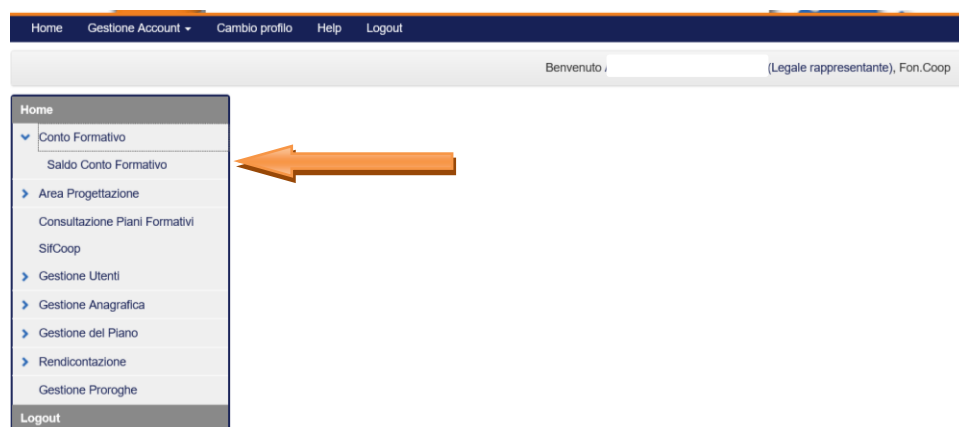 Home Gestione Account Cambio profilo Help Logout
Benvenuto (Legale rappresentante), Fon.Coop
Home
Conto Formativo
Saldo Conto Formativo
Area Progettazione
Consultazione Piani Formativi
SifCoop
Gestione Utenti
Gestione Anagrafica
Gestione del Piano
Rendicontazione
Gestione Proroghe
Logout